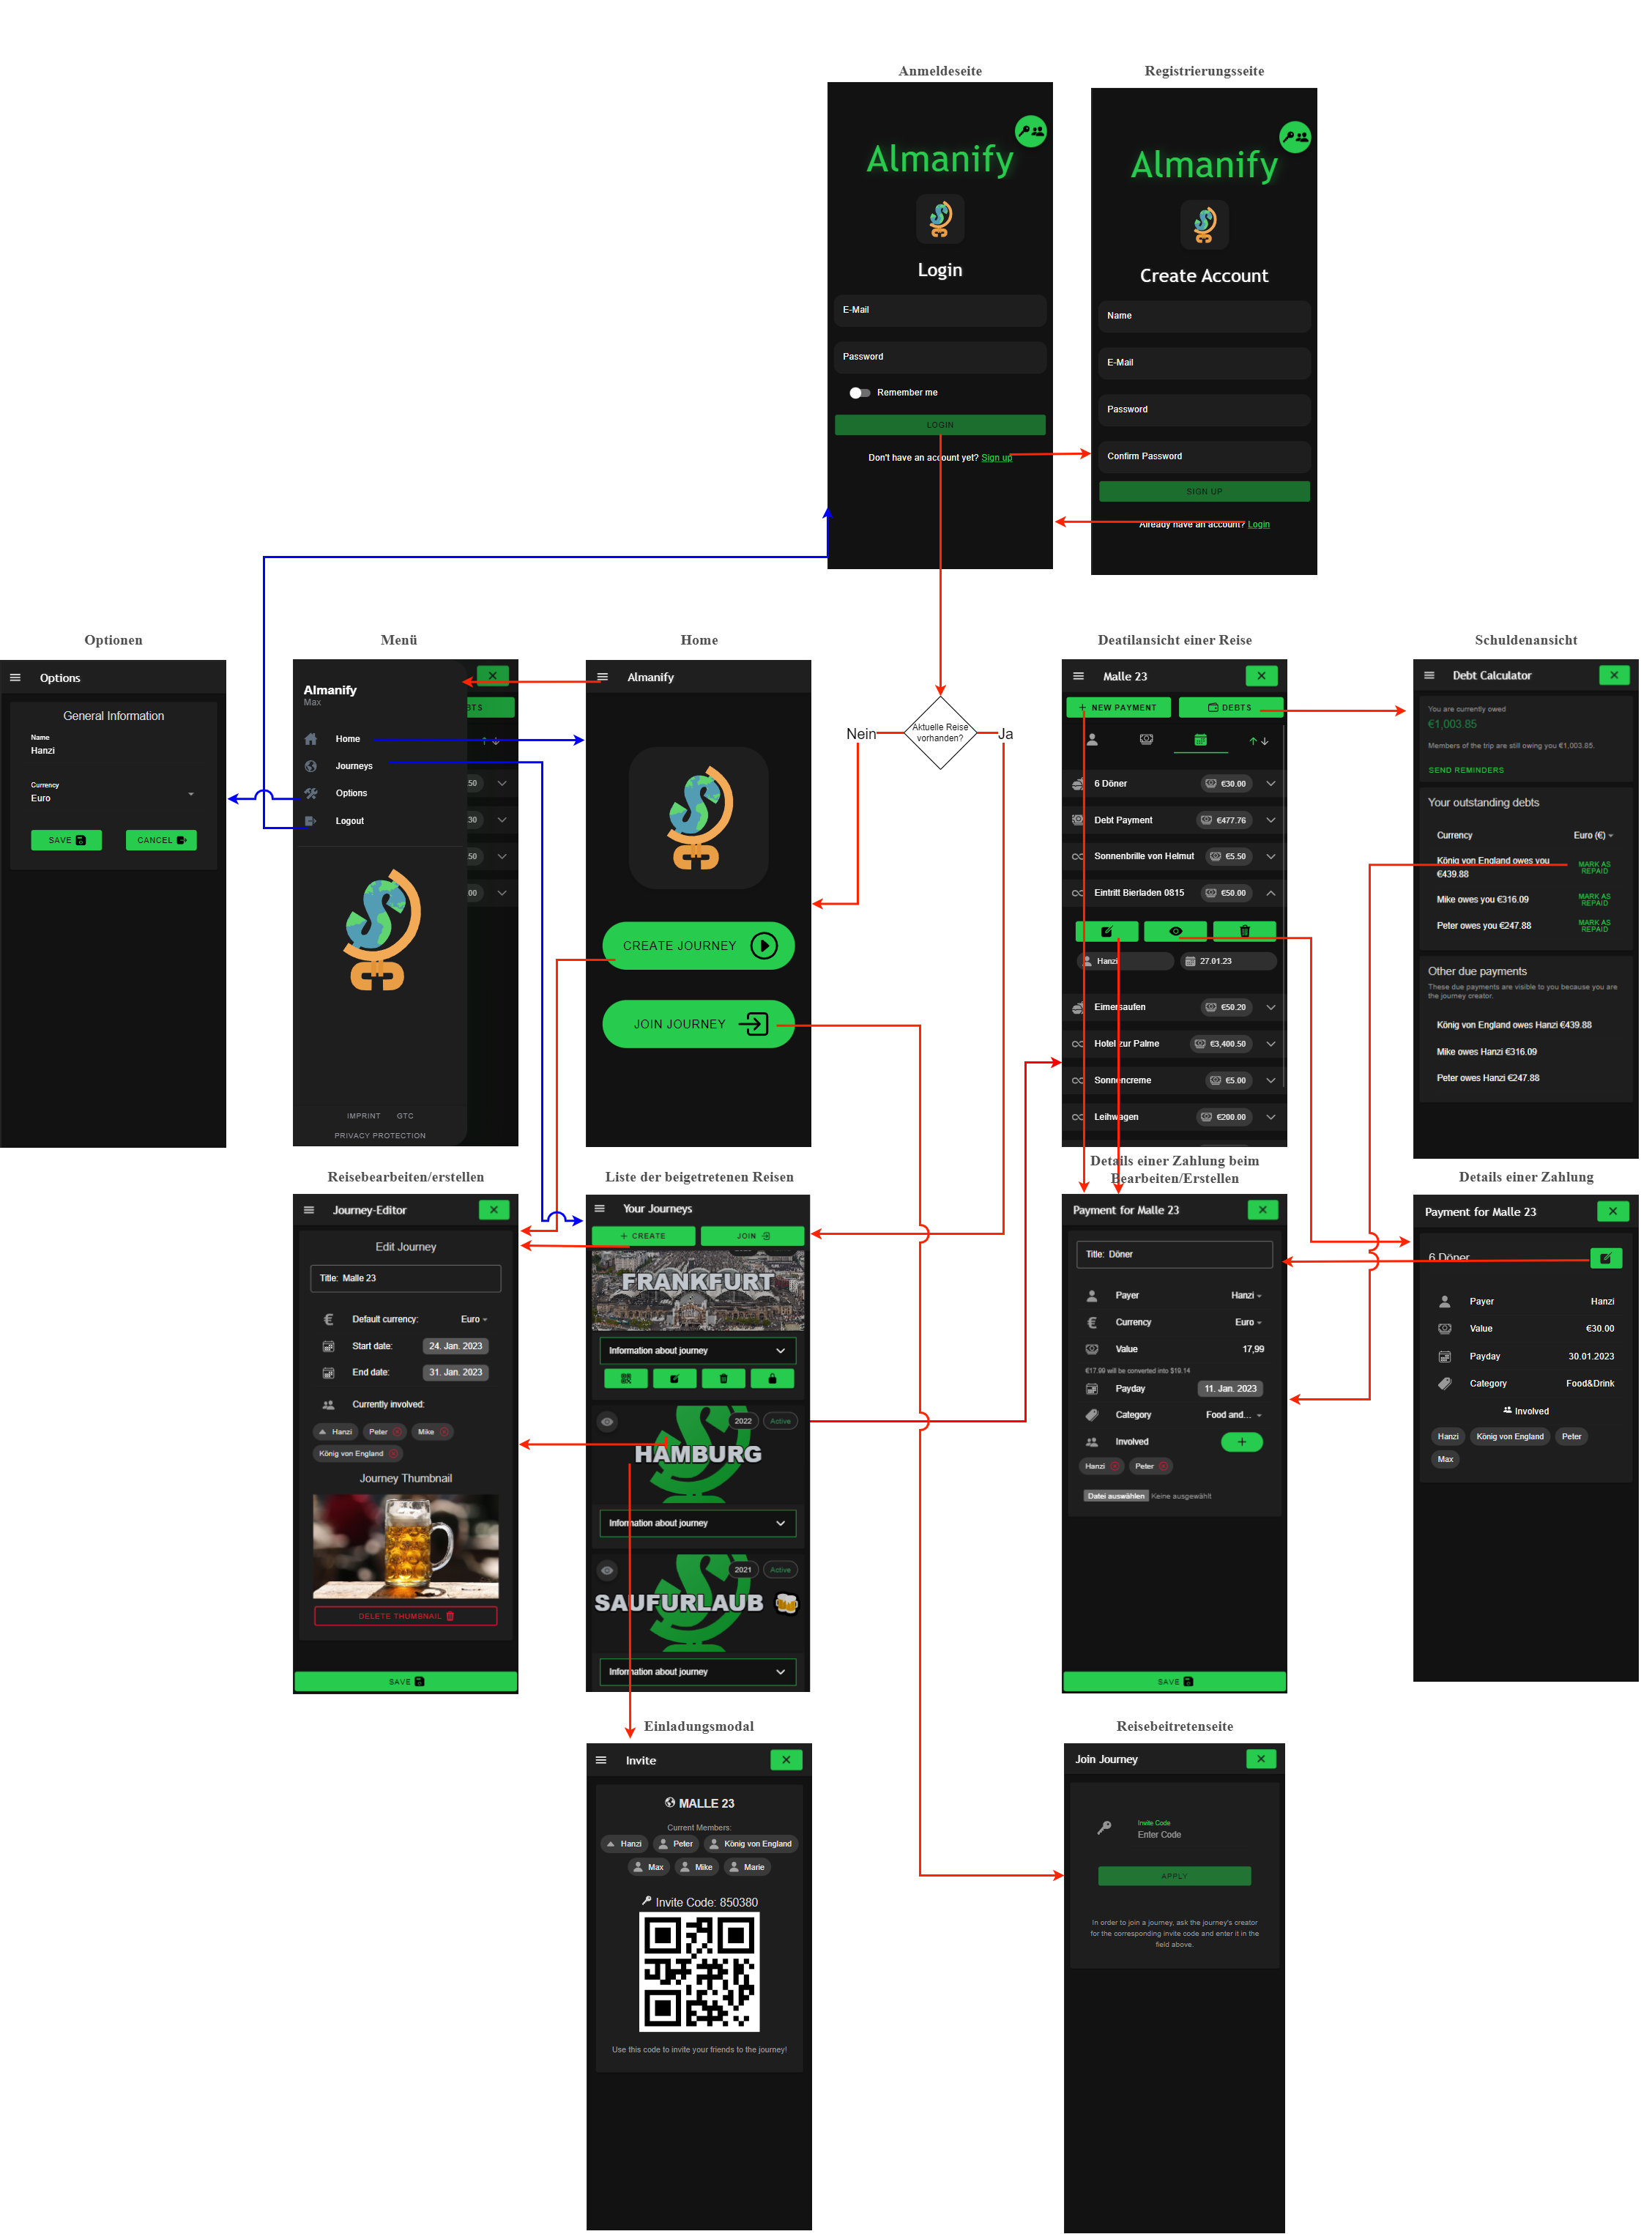 Anmeldeseite
Almanify
Login
E-Mail
Password
Remember me
LOGIN
Don't have an account yet? Sign up
Registrierungsseite
Almanify
Create Account
Name
E-Mail
Password
Confirm Password
SIGN UP
Already have an account? Login
Optionen
Options
General Information
Name
Hanzi
Currency
Euro
SAVE
CANCEL
Menü
Almanify
Max
BTS
Home
Journeys
Options
Logout
50
30
50
00
IMPRINT GTC
PRIVACY PROTECTION
Home
Almanify
CREATE JOURNEY
JOIN JOURNEY
Nein
Aktuelle Reise
vorhanden?
Ja
Deatilansicht einer Reise
Malle 23
+ NEW PAYMENT
DEBTS
6 Döner €30.00
Debt Payment €477.76
Sonnenbrille von Helmut €5.50
Eintritt Bierladen 0815 €50.00
Hanzi 27.01.23
Eimersaufen €50.20
Hotel zur Palme €3,400.50
Sonnencreme €5.00
Leihwagen €200.00
Schuldenansicht
Debt Calculator
You are currently owed
€1,003.85
Members of the trip are still owing you €1,003.85.
SEND REMINDERS
Your outstanding debts
Currency Euro (€)
König von England owes you
€439.88
MARK AS
REPAID
Mike owes you €316.09
MARK AS
REPAID
Peter owes you €247.88
MARK AS
REPAID
Other due payments
These due payments are visible to you because you are
the journey creator.
König von England owes Hanzi €439.88
Mike owes Hanzi €316.09
Peter owes Hanzi €247.88
Reisebearbeiten/erstellen
Journey-Editor
Edit Journey
Title: Malle 23
Default currency: Euro
Start date: 24. Jan. 2023
End date: 31. Jan. 2023
Currently involved:
Hanzi Peter Mike
König von England
Journey Thumbnail
DELETE THUMBNAIL
SAVE
Liste der beigetretenen Reisen
Your Journeys
+ CREATE
JOIN
FRANKFURT
Information about journey
2022 Active
HAMBURG
Information about journey
2021 Active
SAUFURLAUB
Information about journey
Details einer Zahlung beim
Bearbeiten/Erstellen
Payment for Malle 23
Title: Döner
Payer Hanzi
Currency Euro
Value 17,99
€17.99 will be converted into $19.14
Payday 11. Jan. 2023
Category Food and...
Involved +
Hanzi Peter
Datei auswählen Keine ausgewählt
SAVE
Details einer Zahlung
Payment for Malle 23
6 Döner
Payer Hanzi
Value €30.00
Payday 30.01.2023
Category Food&Drink
Involved
Hanzi König von England Peter
Max
Einladungsmodal
Invite
MALLE 23
Current Members:
Hanzi Peter König von England
Max Mike Marie
Invite Code: 850380
Use this code to invite your friends to the journey!
Reisebeitretenseite
Join Journey
Invite Code
Enter Code
APPLY
In order to join a journey, ask the journey's creator
for the corresponding invite code and enter it in the
field above.